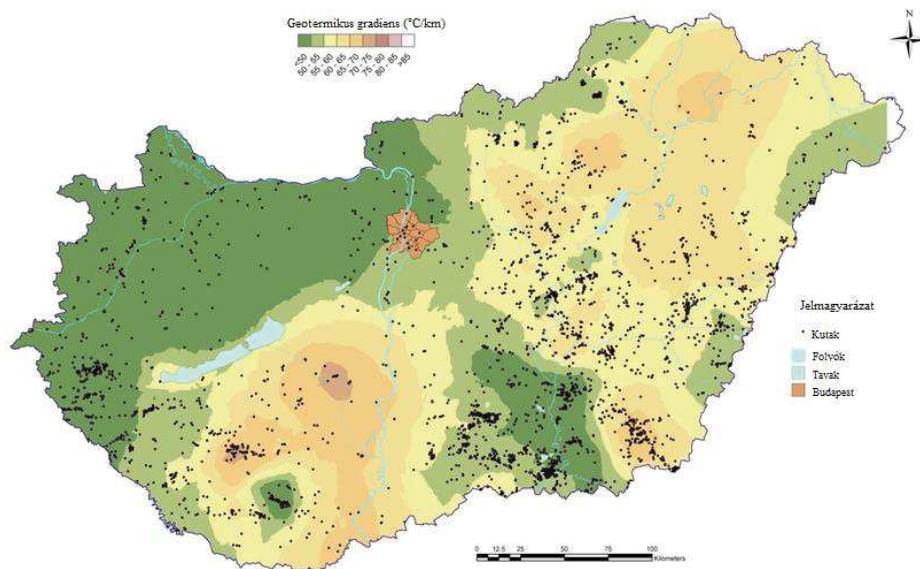 Geotermikus gradiens (°C/km)
<50
50 - 55
55 - 60
60 - 65
65 - 70
70 - 75
75 - 80
80 - 85
>85
N
Jelmagyarázat
Kutak
Folyók
Tavak
Budapest
0 12.5 25 50 75 100
Kilometers